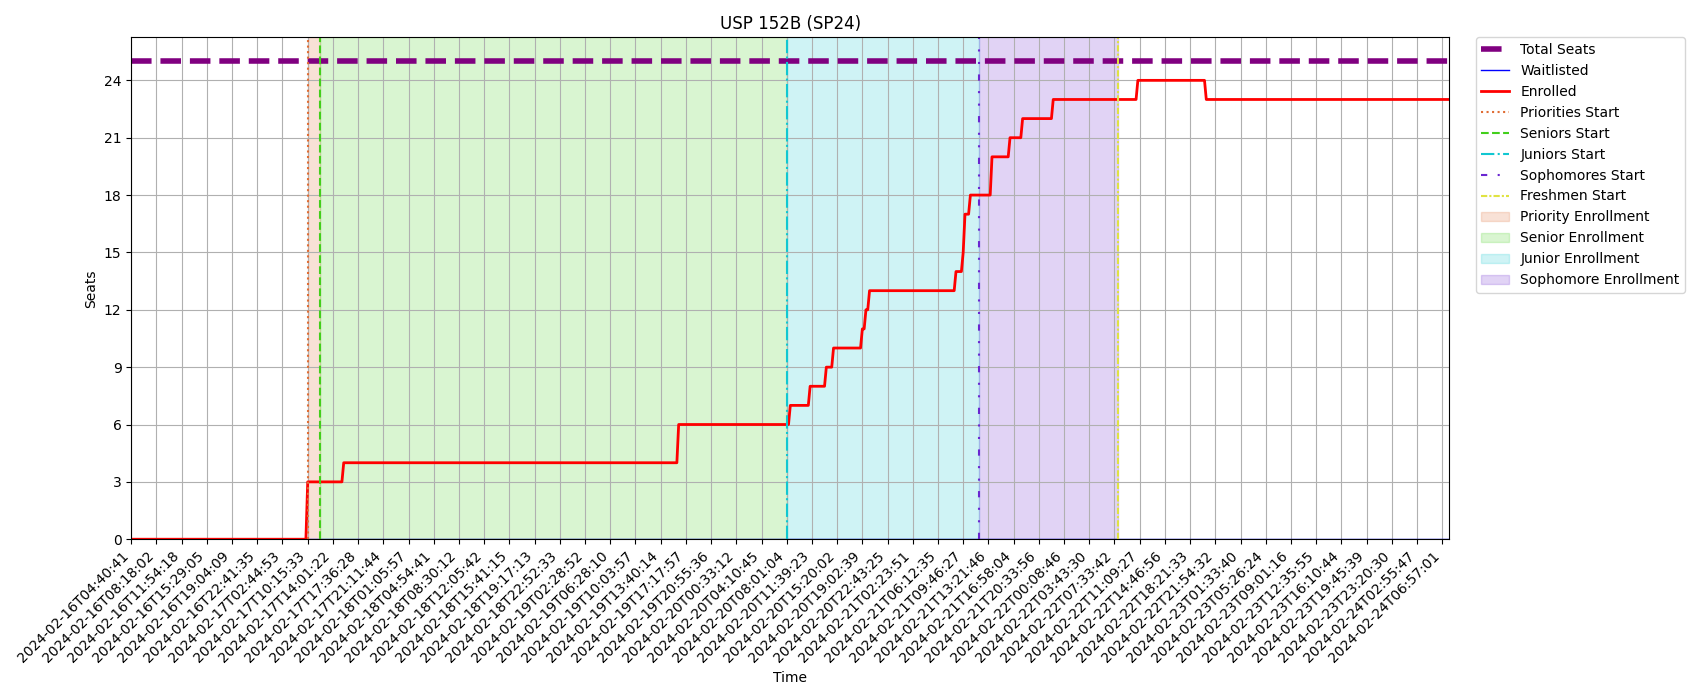 USP 152B (SP24)
Total Seats
Waitlisted
Enrolled
Priorities Start
Seniors Start
Juniors Start
Sophomores Start
Freshmen Start
Priority Enrollment
Senior Enrollment
Junior Enrollment
Sophomore Enrollment
Seats
24
21
18
15
12
9
6
3
0
2024-02-16T04:40:41
2024-02-16T08:18:02
2024-02-16T11:54:18
2024-02-16T15:29:05
2024-02-16T19:04:09
2024-02-16T22:41:35
2024-02-17T02:44:53
2024-02-17T10:15:33
2024-02-17T14:01:22
2024-02-17T17:36:28
2024-02-17T21:11:44
2024-02-18T01:05:57
2024-02-18T04:54:41
2024-02-18T08:30:12
2024-02-18T12:05:42
2024-02-18T15:41:15
2024-02-18T19:17:13
2024-02-18T22:52:33
2024-02-19T02:28:52
2024-02-19T06:28:10
2024-02-19T10:03:57
2024-02-19T13:40:14
2024-02-19T17:17:57
2024-02-19T20:55:36
2024-02-20T00:33:12
2024-02-20T04:10:45
2024-02-20T08:01:04
2024-02-20T11:39:23
2024-02-20T15:20:02
2024-02-20T19:02:39
2024-02-20T22:43:25
2024-02-21T02:23:51
2024-02-21T06:12:35
2024-02-21T09:46:27
2024-02-21T13:21:46
2024-02-21T16:58:04
2024-02-21T20:33:56
2024-02-22T00:08:46
2024-02-22T03:43:30
2024-02-22T07:33:42
2024-02-22T11:09:27
2024-02-22T14:46:56
2024-02-22T18:21:33
2024-02-22T21:54:32
2024-02-23T01:33:40
2024-02-23T05:26:24
2024-02-23T09:01:16
2024-02-23T12:35:55
2024-02-23T16:10:44
2024-02-23T19:45:39
2024-02-23T23:20:30
2024-02-24T02:55:47
2024-02-24T06:57:01
Time